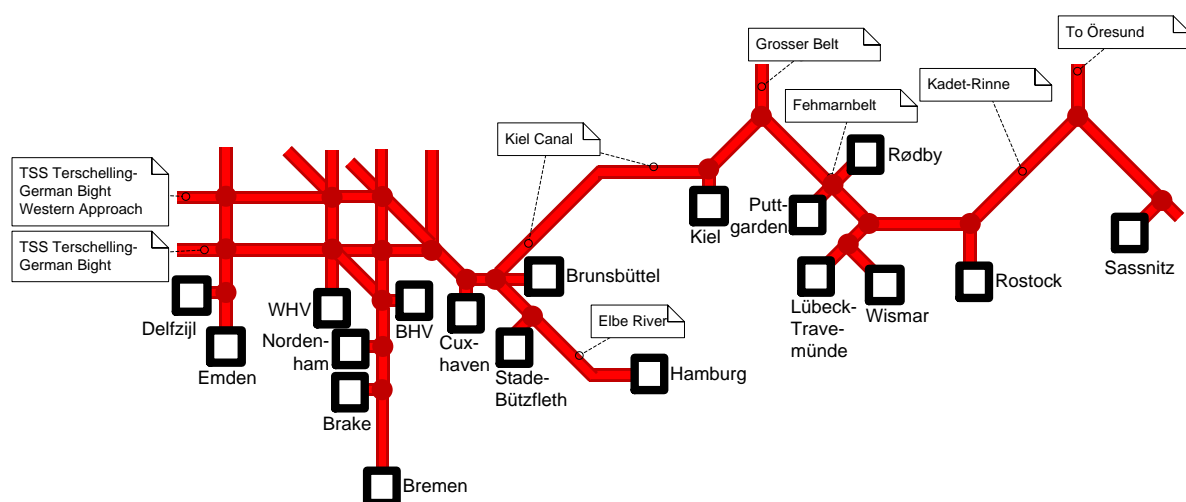 To Öresund
Grosser Belt
Kadet-Rinne
Fehmarnbelt
Kiel Canal
Rødby
TSS Terschelling-
German Bight
Western Approach
Putt-
garden
Kiel
TSS Terschelling-
German Bight
Sassnitz
Brunsbüttel
Rostock
Lübeck-
Trave-
münde
Wismar
Delfzijl
WHV
BHV
Cux-
haven
Elbe River
Norden-
ham
Emden
Stade-
Bützfleth
Hamburg
Brake
Bremen